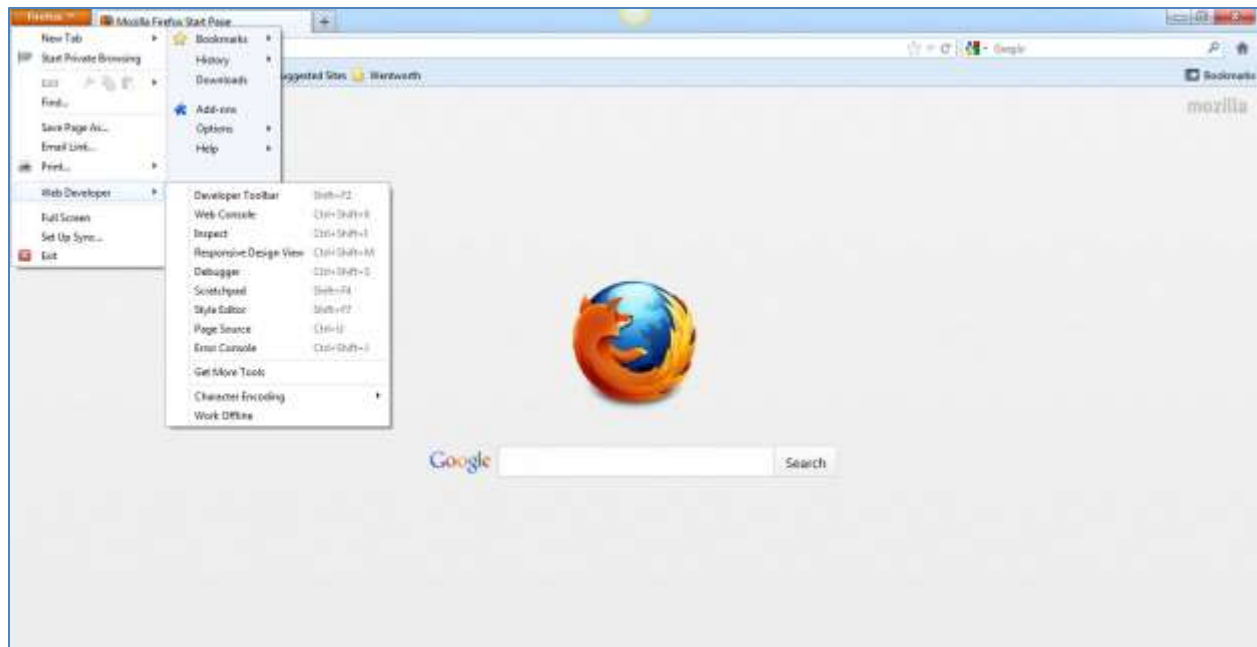 Firefox
Mozilla Firefox Start Page
New Tab
Start Private Browsing
Edit
Find...
Save Page As...
Email Link...
Print...
Web Developer
Full Screen
Set Up Sync...
Exit
Bookmarks
History
Downloads
Add-ons
Options
Help
uggested Sites Wentworth
Google
Bookmarks
mozilla
Developer Toolbar Shift+F2
Web Console Ctrl+Shift+K
Inspect Ctrl+Shift+I
Responsive Design View Ctrl+Shift+M
Debugger Ctrl+Shift+S
Scratchpad Shift+F4
Style Editor Shift+F7
Page Source Ctrl+U
Error Console Ctrl+Shift+J
Get More Tools
Character Encoding
Work Offline
Google
Search